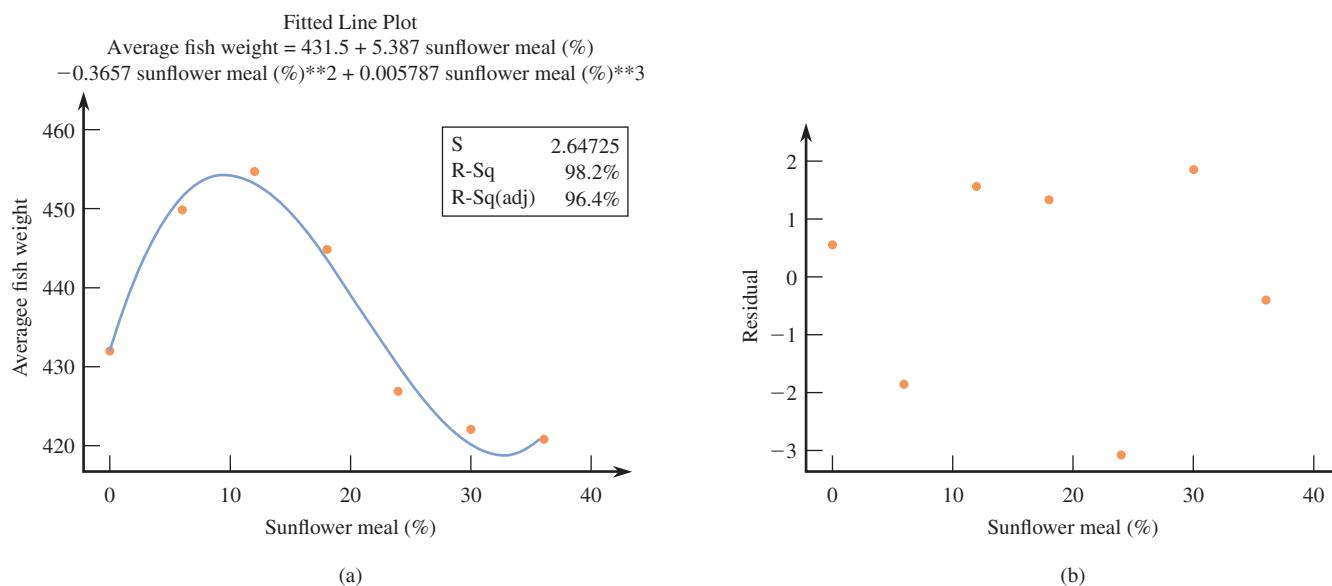 Fitted Line Plot
Average fish weight = 431.5 + 5.387 sunflower meal (%)
−0.3657 sunflower meal (%)**2 + 0.005787 sunflower meal (%)**3
S 2.64725
R-Sq 98.2%
R-Sq(adj) 96.4%
Averagee fish weight
460
450
440
430
420
0 10 20 30 40
Sunflower meal (%)
(a)
Residual
2
1
0
−1
−2
−3
0 10 20 30 40
Sunflower meal (%)
(b)